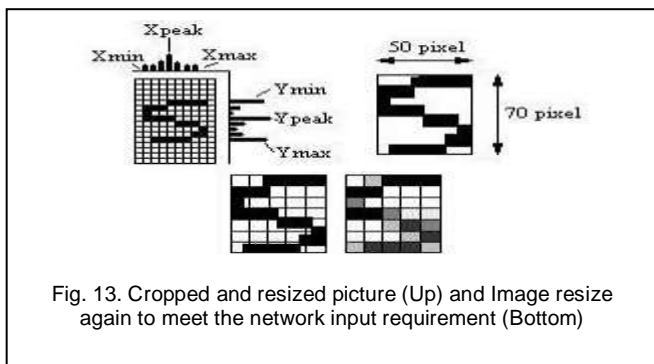 Xpeak
Xmin Xmax
Ymin
Ypeak
Ymax
50 pixel
70 pixel
Fig. 13. Cropped and resized picture (Up) and Image resize
again to meet the network input requirement (Bottom)